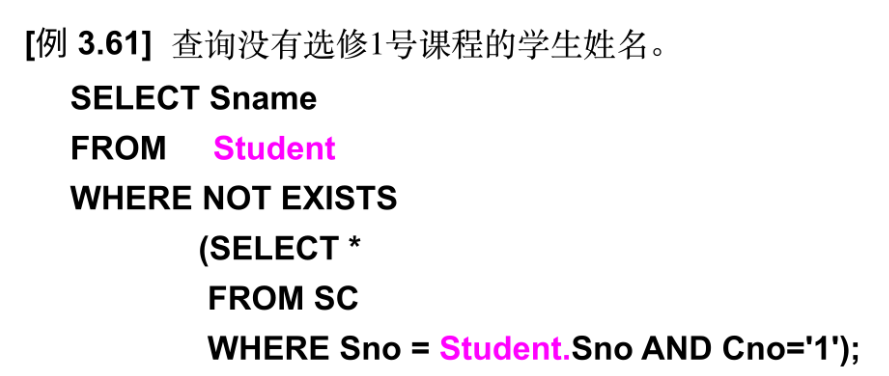 [例 3.61] 查询没有选修1号课程的学生姓名。
SELECT Sname
FROM Student
WHERE NOT EXISTS
(SELECT *
FROM SC
WHERE Sno = Student.Sno AND Cno='1');